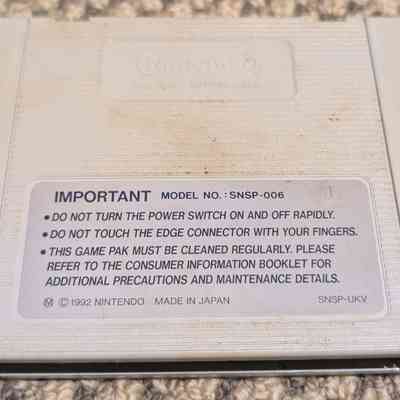 Nintendo®
IMPORTANT MODEL NO.: SNSP-006
• DO NOT TURN THE POWER SWITCH ON AND OFF RAPIDLY.
• DO NOT TOUCH THE EDGE CONNECTOR WITH YOUR FINGERS.
• THIS GAME PAK MUST BE CLEANED REGULARLY. PLEASE
REFER TO THE CONSUMER INFORMATION BOOKLET FOR
ADDITIONAL PRECAUTIONS AND MAINTENANCE DETAILS.
Ⓜ © 1992 NINTENDO MADE IN JAPAN SNSP-UKV